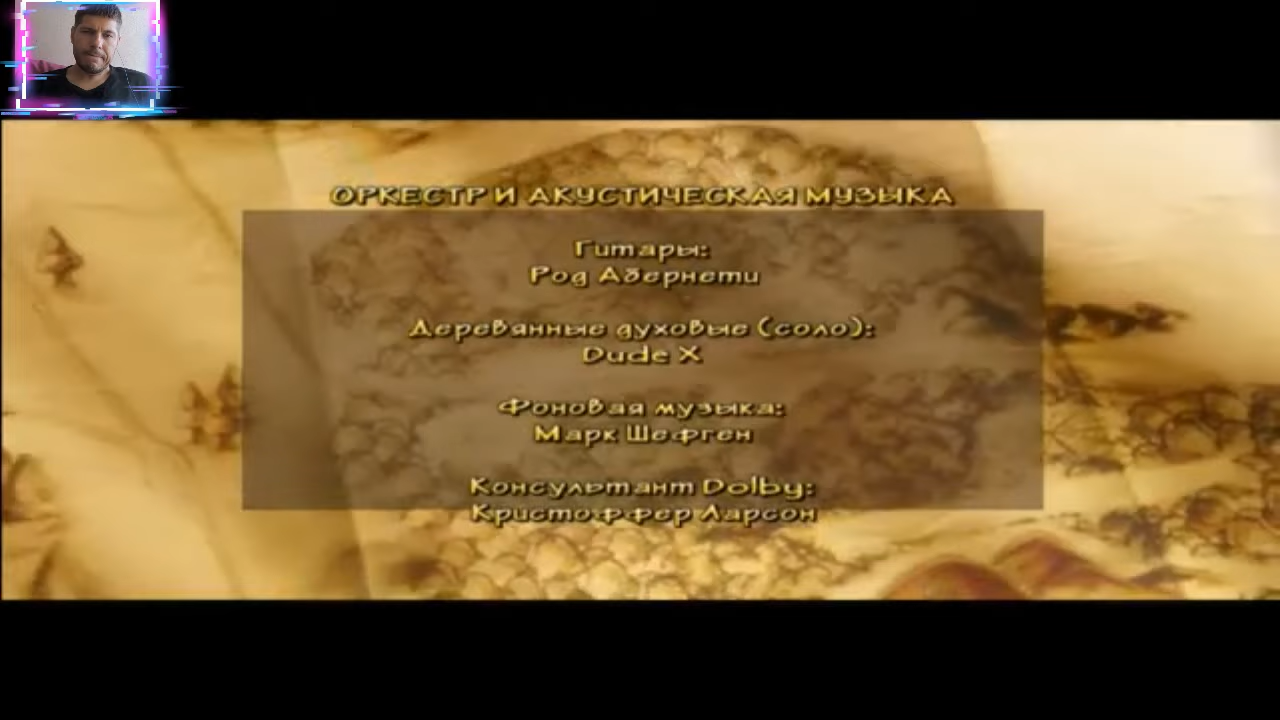 ОРКЕСТР И АКУСТИЧЕСКАЯ МУЗЫКА
Гитары:
Род Абернети
Деревянные духовые (соло):
Dude X
Фоновая музыка:
Марк Шефген
Консультант Dolby:
Кристоффер Ларсон